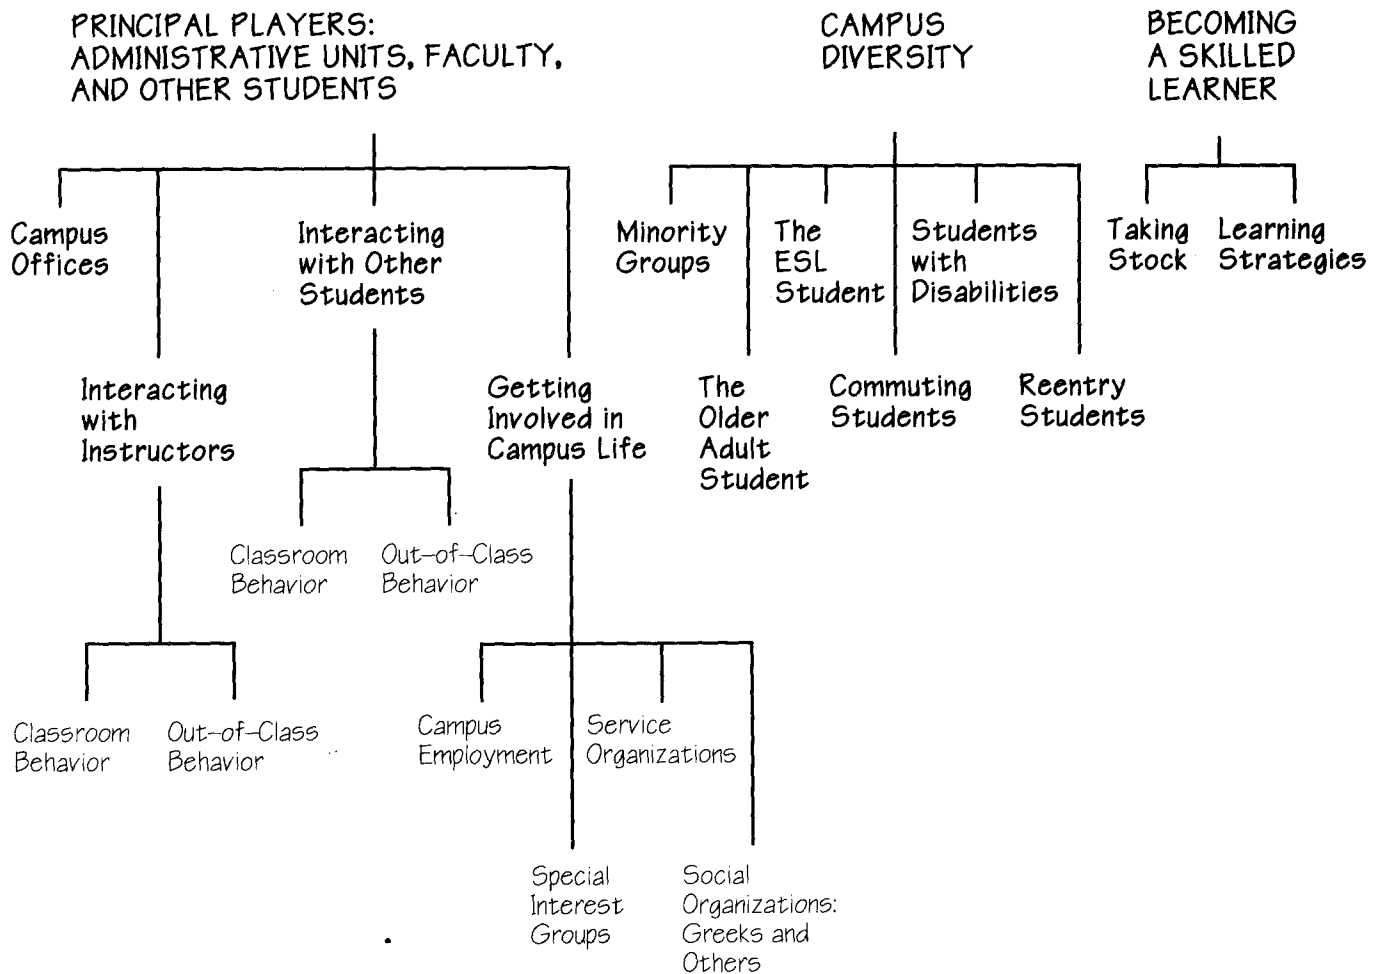 PRINCIPAL PLAYERS:
ADMINISTRATIVE UNITS, FACULTY,
AND OTHER STUDENTS
CAMPUS
DIVERSITY
BECOMING
A SKILLED
LEARNER
Campus
Offices
Interacting
with Other
Students
Minority
Groups
The
ESL
Student
Students
with
Disabilities
Taking
Stock
Learning
Strategies
Interacting
with
Instructors
Getting
Involved in
Campus Life
The
Older
Adult
Student
Commuting
Students
Reentry
Students
Classroom
Behavior
Out-of-Class
Behavior
Classroom
Behavior
Out-of-Class
Behavior
Campus
Employment
Service
Organizations
Special
Interest
Groups
Social
Organizations:
Greeks and
Others